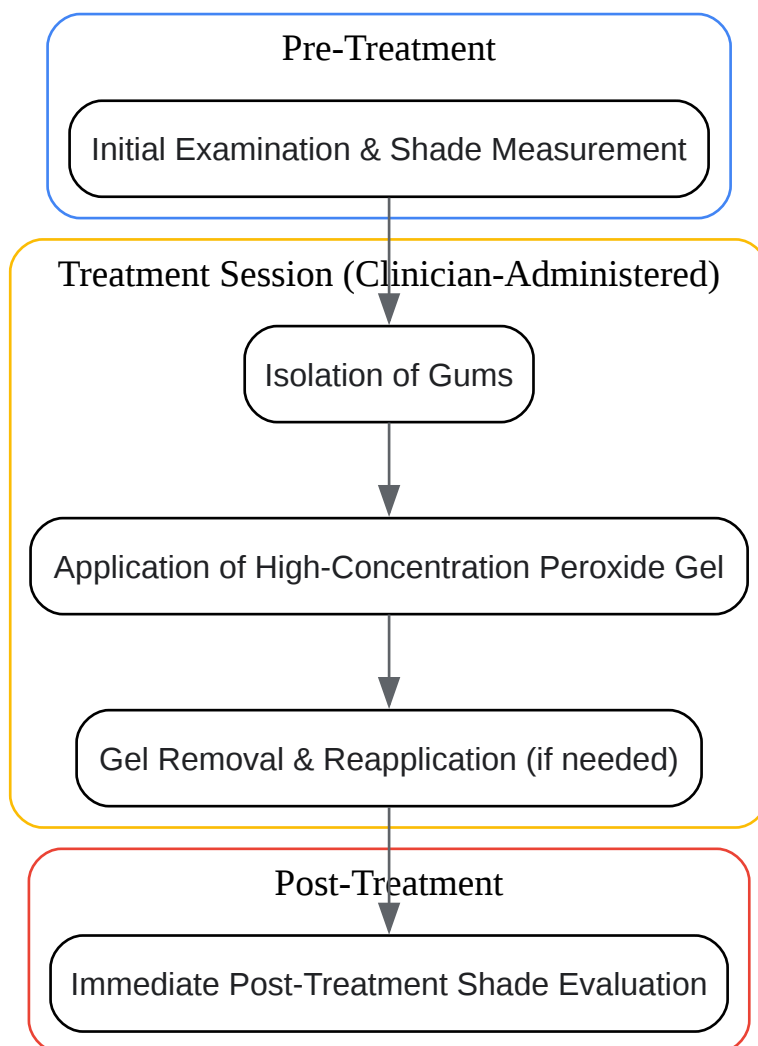 Pre-Treatment
Initial Examination & Shade Measurement
Treatment Session (Clinician-Administered)
Isolation of Gums
Application of High-Concentration Peroxide Gel
Gel Removal & Reapplication (if needed)
Post-Treatment
Immediate Post-Treatment Shade Evaluation